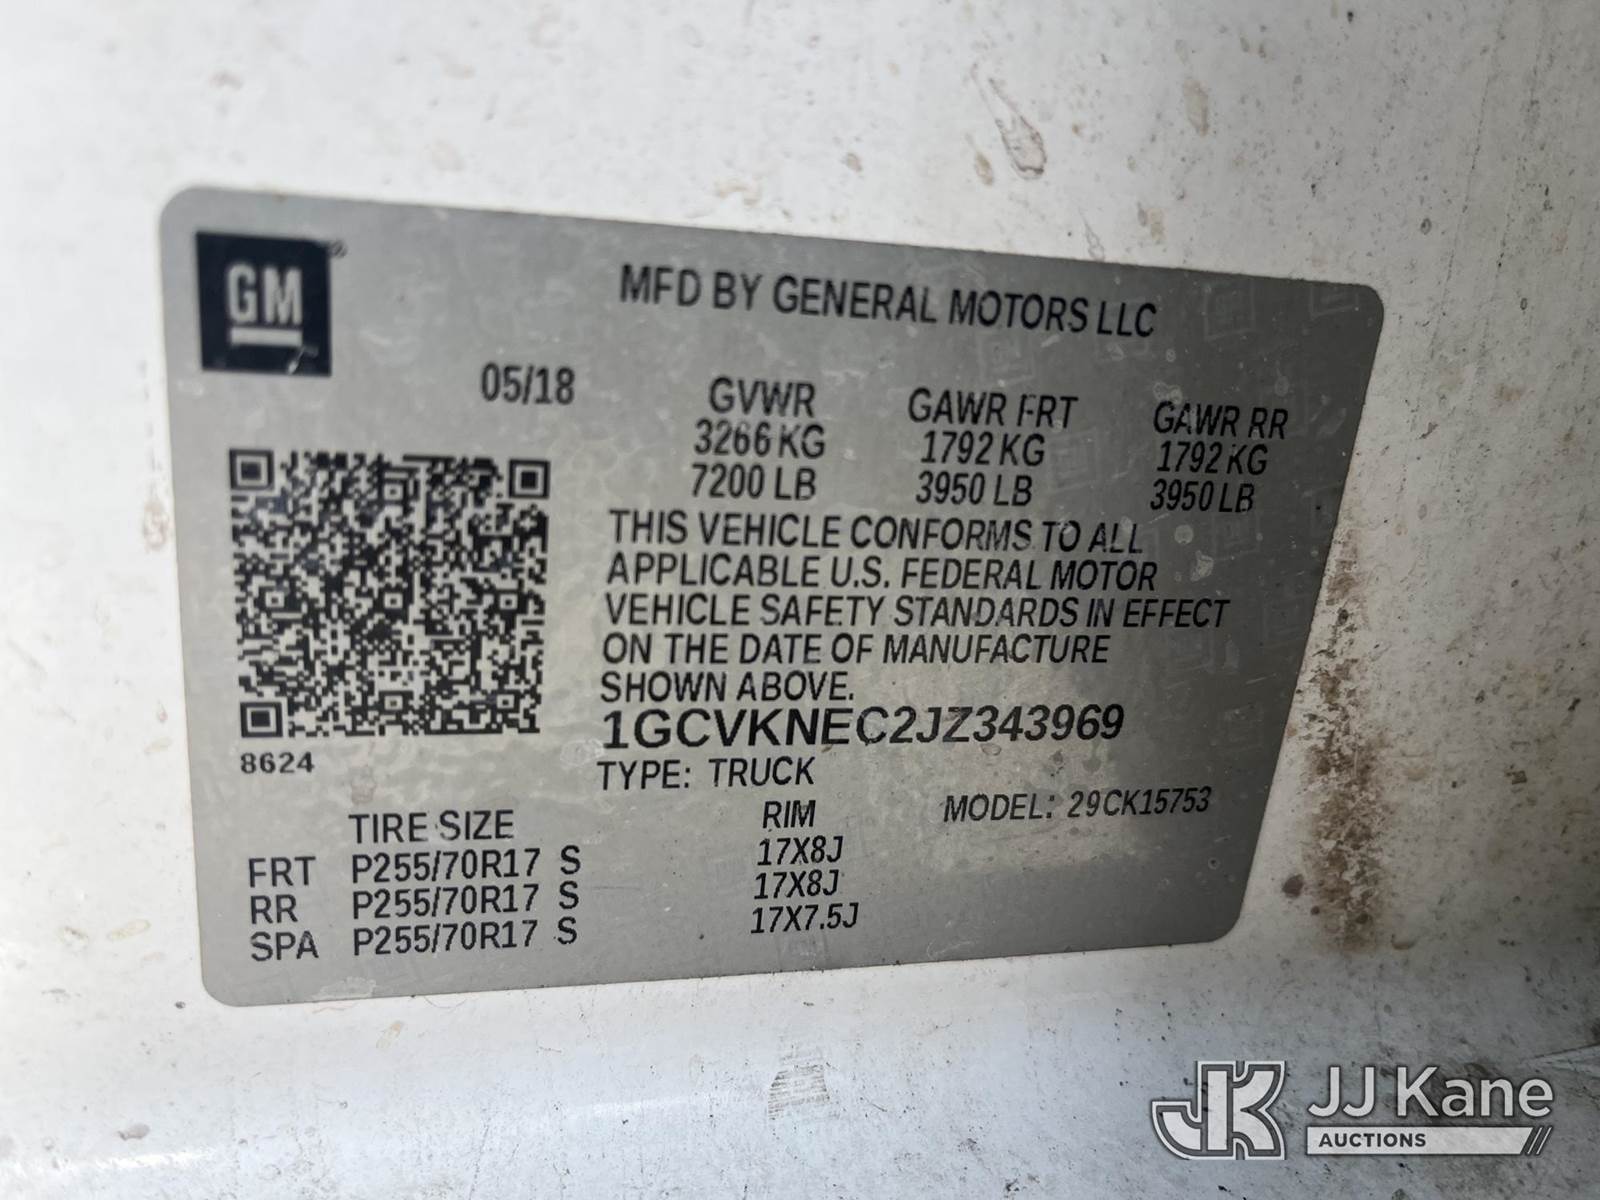 GM
MFD BY GENERAL MOTORS LLC
05/18
GVWR GAWR FRT GAWR RR
3266 KG 1792 KG 1792 KG
7200 LB 3950 LB 3950 LB
THIS VEHICLE CONFORMS TO ALL
APPLICABLE U.S. FEDERAL MOTOR
VEHICLE SAFETY STANDARDS IN EFFECT
ON THE DATE OF MANUFACTURE
SHOWN ABOVE.
1GCVKNEC2JZ343969
8624
TYPE: TRUCK
TIRE SIZE RIM MODEL: 29CK15753
FRT P255/70R17 S 17X8J
RR P255/70R17 S 17X8J
SPA P255/70R17 S 17X7.5J
JK JJ Kane
AUCTIONS